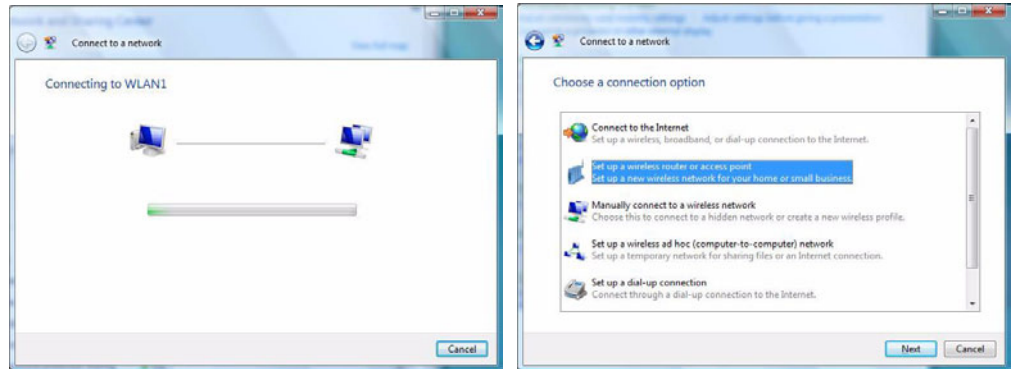 Connect to a network
Connecting to WLAN1
Cancel
Connect to a network
Choose a connection option
Connect to the Internet
Set up a wireless, broadband, or dial-up connection to the Internet.
Set up a wireless router or access point
Set up a new wireless network for your home or small business.
Manually connect to a wireless network
Choose this to connect to a hidden network or create a new wireless profile.
Set up a wireless ad hoc (computer-to-computer) network
Set up a temporary network for sharing files or an Internet connection.
Set up a dial-up connection
Connect through a dial-up connection to the Internet.
Next
Cancel